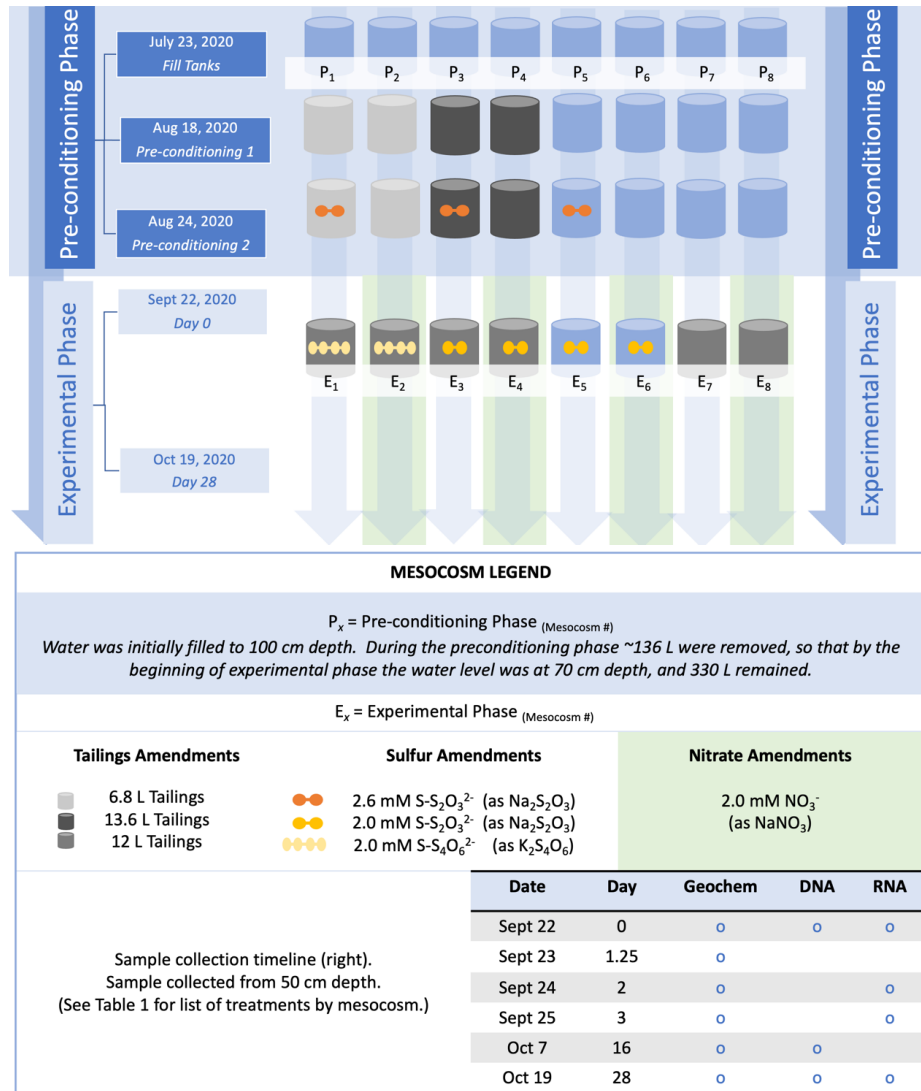 Pre-conditioning Phase
July 23, 2020
Fill Tanks
P₁ P₂ P₃ P₄ P₅ P₆ P₇ P₈
Aug 18, 2020
Pre-conditioning 1
Aug 24, 2020
Pre-conditioning 2
Pre-conditioning Phase
Experimental Phase
Sept 22, 2020
Day 0
E₁ E₂ E₃ E₄ E₅ E₆ E₇ E₈
Oct 19, 2020
Day 28
Experimental Phase
MESOCOSM LEGEND
Pₓ = Pre-conditioning Phase (Mesocosm #)
Water was initially filled to 100 cm depth. During the preconditioning phase ~136 L were removed, so that by the
beginning of experimental phase the water level was at 70 cm depth, and 330 L remained.
Eₓ = Experimental Phase (Mesocosm #)
Tailings Amendments
6.8 L Tailings
13.6 L Tailings
12 L Tailings
Sulfur Amendments
2.6 mM S-S₂O₃²⁻ (as Na₂S₂O₃)
2.0 mM S-S₂O₃²⁻ (as Na₂S₂O₃)
2.0 mM S-S₄O₆²⁻ (as K₂S₄O₆)
Nitrate Amendments
2.0 mM NO₃⁻
(as NaNO₃)
Sample collection timeline (right).
Sample collected from 50 cm depth.
(See Table 1 for list of treatments by mesocosm.)
Date Day Geochem DNA RNA
Sept 22 0 o o o
Sept 23 1.25 o
Sept 24 2 o o
Sept 25 3 o o
Oct 7 16 o o
Oct 19 28 o o o